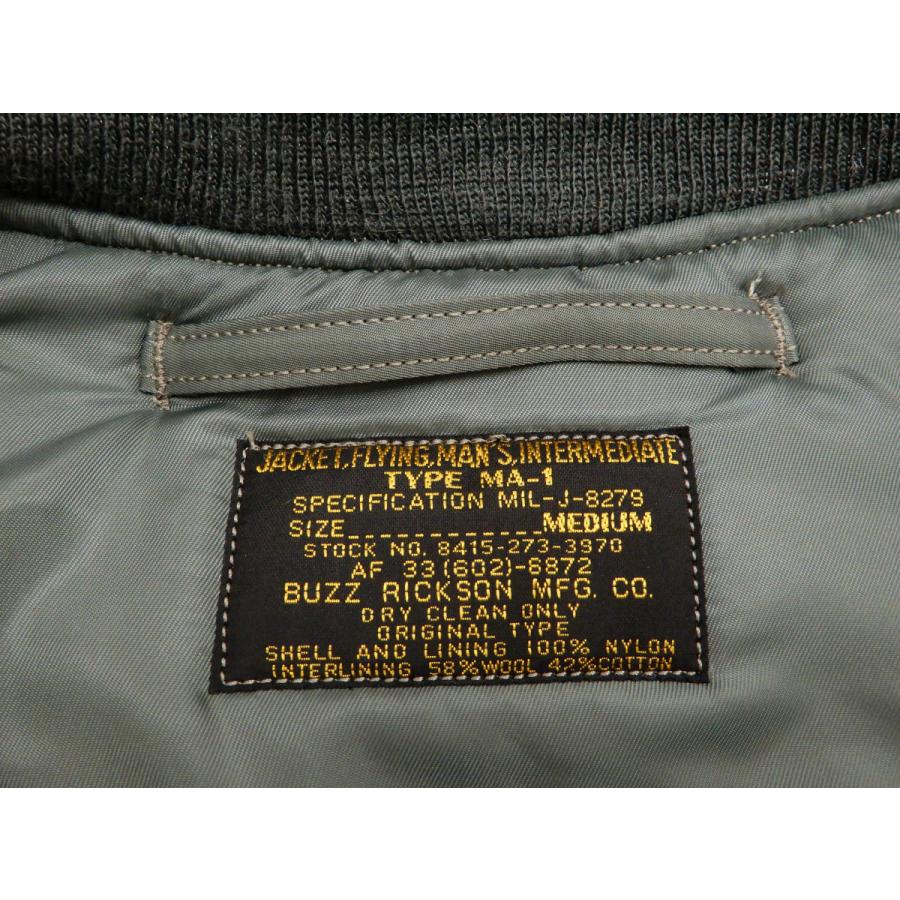 JACKET, FLYING, MAN'S, INTERMEDIATE
TYPE MA-1
SPECIFICATION MIL-J-8279
SIZE_______________MEDIUM
STOCK NO. 8415-273-3970
AF 33(602)-8872
BUZZ RICKSON MFG. CO.
DRY CLEAN ONLY
ORIGINAL TYPE
SHELL AND LINING 100% NYLON
INTERLINING 58% WOOL 42% COTTON